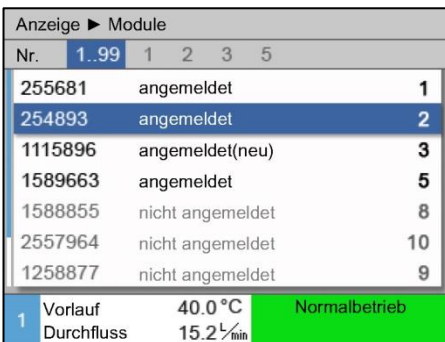 Anzeige ► Module
Nr. 1..99 1 2 3 5
255681 angemeldet 1
254893 angemeldet 2
1115896 angemeldet(neu) 3
1589663 angemeldet 5
1588855 nicht angemeldet 8
2557964 nicht angemeldet 10
1258877 nicht angemeldet 9
1 Vorlauf 40.0 °C Normalbetrieb
Durchfluss 15.2 L/min